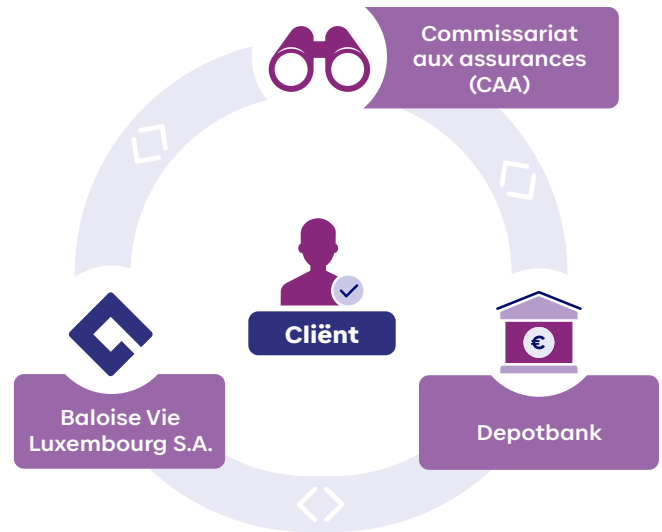 Commissariat
aux assurances
(CAA)
€
Cliënt
Baloise Vie
Luxembourg S.A.
Depotbank